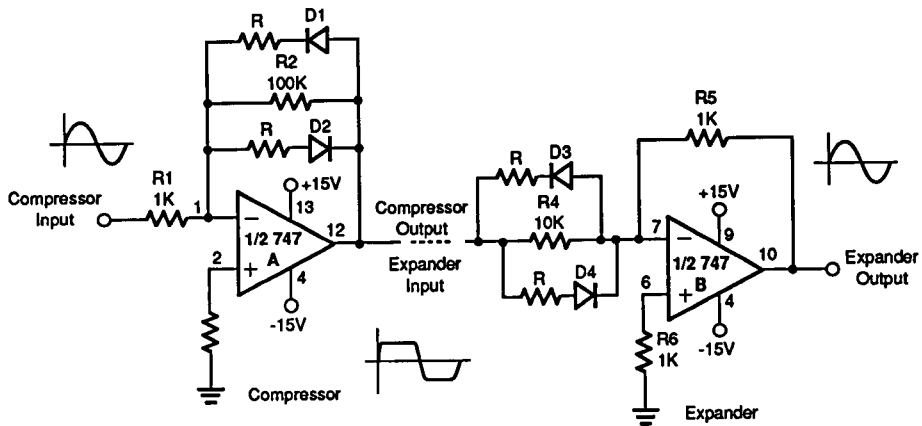 R D1
R2
100K
R D2
R1
1K
Compressor
Input
1
+15V
13
1/2 747
A
2
12
4
-15V
Compressor
Output
Expander
Input
R D3
R4
10K
R D4
R5
1K
7
+15V
9
1/2 747
B
6
10
4
-15V
R6
1K
Expander
Output
Compressor
Expander